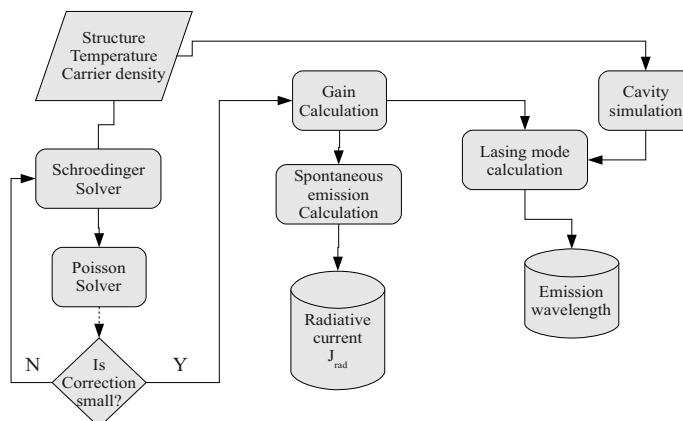 Structure
Temperature
Carrier density
Gain
Calculation
Cavity
simulation
Schroedinger
Solver
Spontaneous
emission
Calculation
Lasing mode
calculation
Poisson
Solver
Radiative
current
J_rad
Emission
wavelength
N
Is
Correction
small?
Y